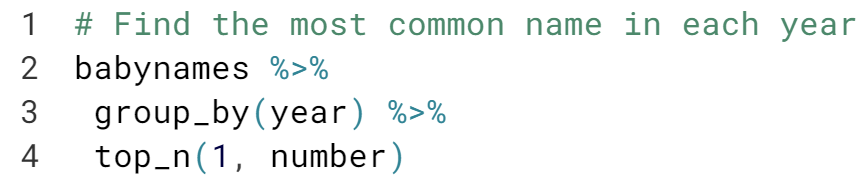 1 # Find the most common name in each year
2 babynames %>%
3  group_by(year) %>%
4  top_n(1, number)